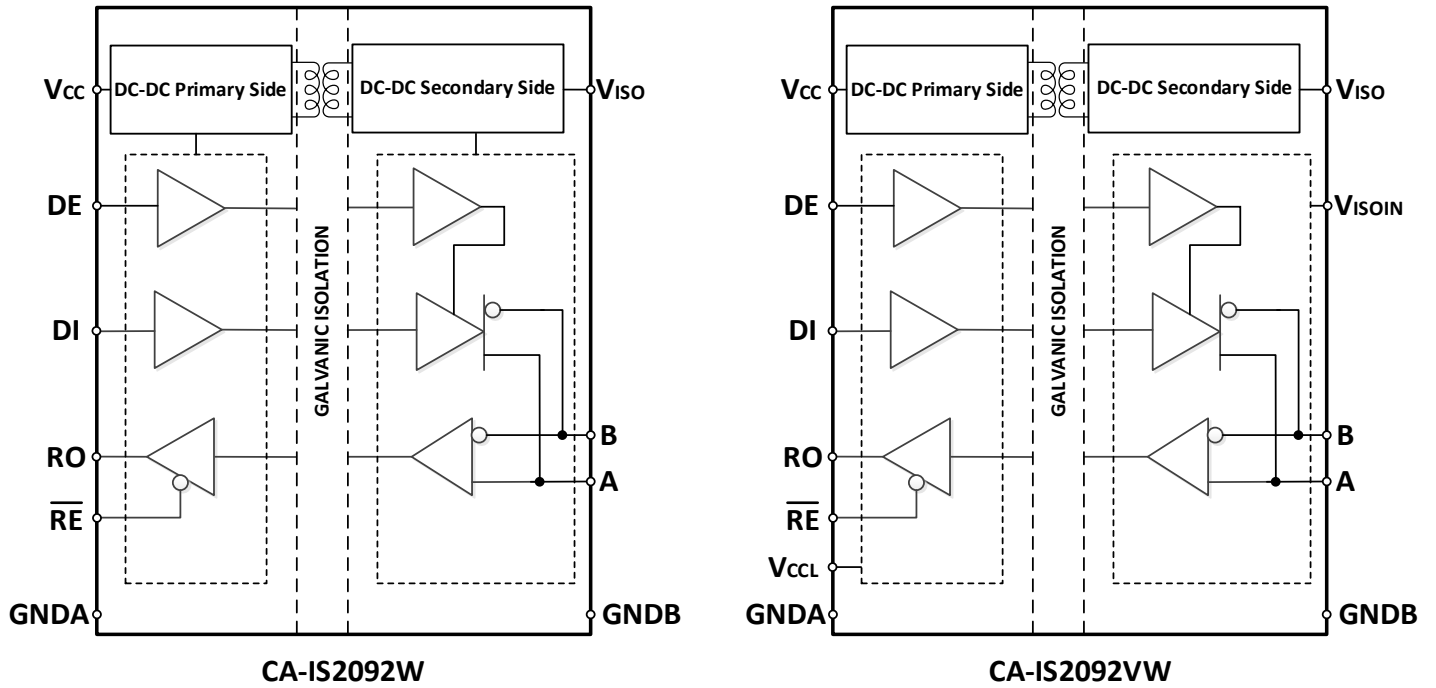 DC-DC Primary Side
DC-DC Secondary Side
VCC
VISO
DE
DI
RO
RE
GNDA
GALVANIC ISOLATION
B
A
GNDB
CA-IS2092W
DC-DC Primary Side
DC-DC Secondary Side
VCC
VISO
DE
VISOIN
DI
RO
RE
VCCL
GNDA
GALVANIC ISOLATION
B
A
GNDB
CA-IS2092VW